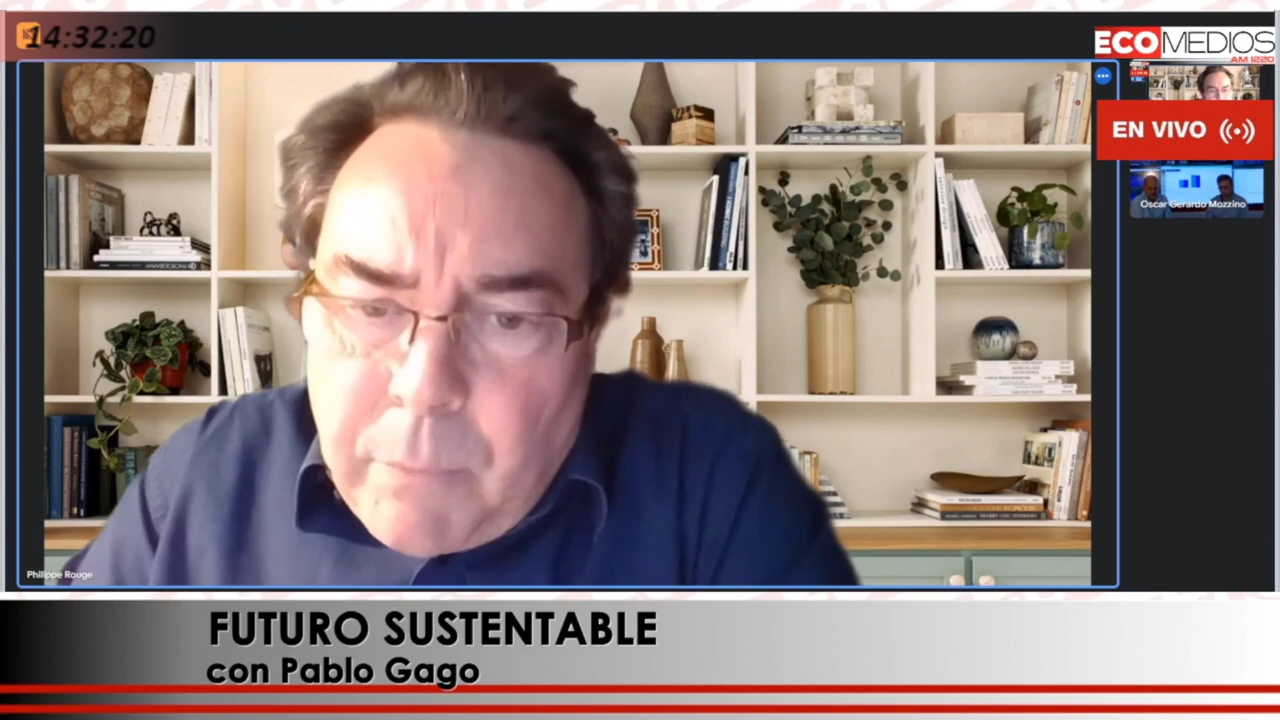 14:32:20
ECOMEDIOS
AM 1220
EN VIVO
Oscar Gerardo Mozzino
Philippe Rouge
FUTURO SUSTENTABLE
con Pablo Gago